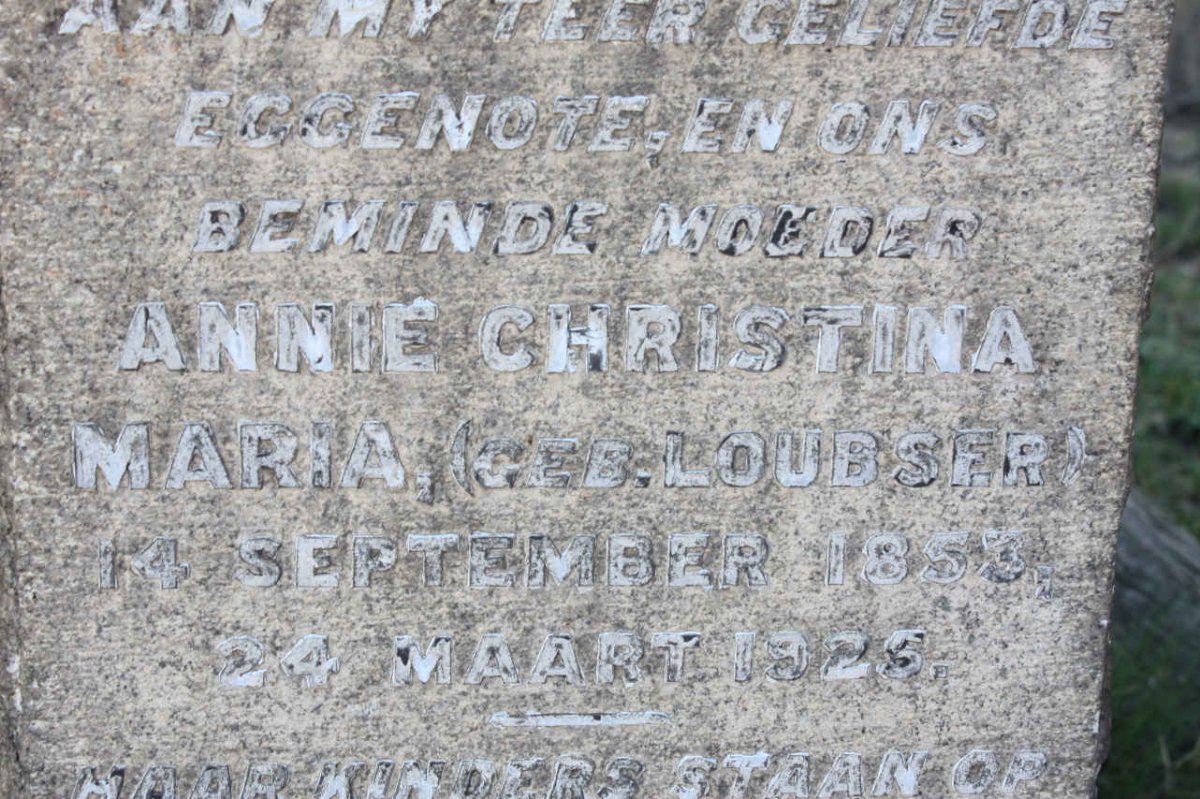 AAN MY TEER GELIEFDE
EGGENOTE, EN ONS
BEMINDE MOEDER
ANNIE CHRISTINA
MARIA, (GEB. LOUBSER)
14 SEPTEMBER 1853,
24 MAART 1925.
HAAR KINDERS STAAN OP